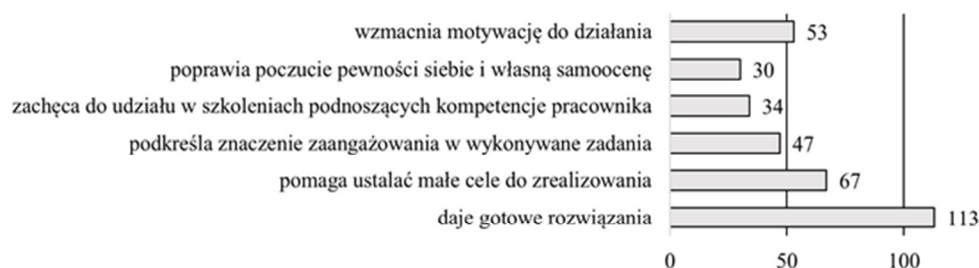 wzmacnia motywację do działania 53
poprawia poczucie pewności siebie i własną samoocenę 30
zachęca do udziału w szkoleniach podnoszących kompetencje pracownika 34
podkreśla znaczenie zaangażowania w wykonywane zadania 47
pomaga ustalać małe cele do zrealizowania 67
daje gotowe rozwiązania 113
0 50 100